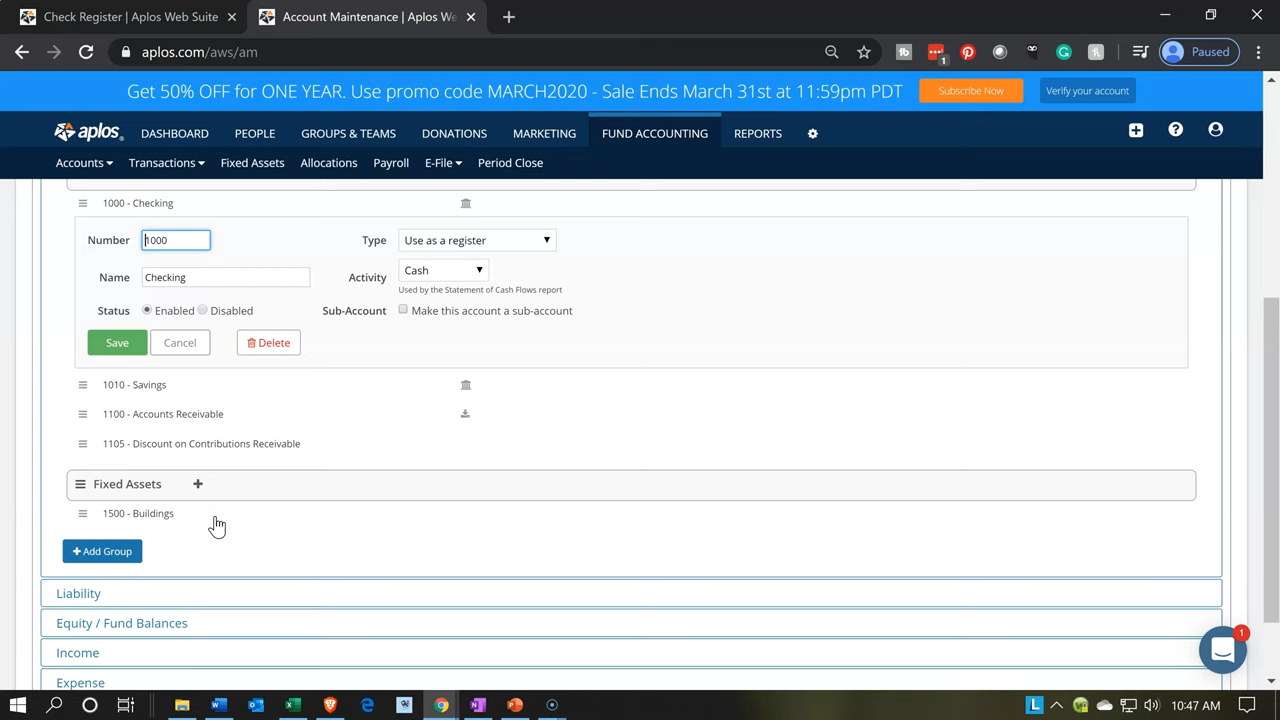 Check Register | Aplos Web Suite
Account Maintenance | Aplos We
aplos.com/aws/am
1
Paused
Get 50% OFF for ONE YEAR. Use promo code MARCH2020 - Sale Ends March 31st at 11:59pm PDT
Subscribe Now
Verify your account
aplos
DASHBOARD
PEOPLE
GROUPS & TEAMS
DONATIONS
MARKETING
FUND ACCOUNTING
REPORTS
Accounts
Transactions
Fixed Assets
Allocations
Payroll
E-File
Period Close
1000 - Checking
Number 1000
Type Use as a register
Name Checking
Activity Cash
Used by the Statement of Cash Flows report
Status Enabled Disabled
Sub-Account Make this account a sub-account
Save Cancel Delete
1010 - Savings
1100 - Accounts Receivable
1105 - Discount on Contributions Receivable
Fixed Assets
1500 - Buildings
+ Add Group
Liability
Equity / Fund Balances
Income
Expense
1
10:47 AM